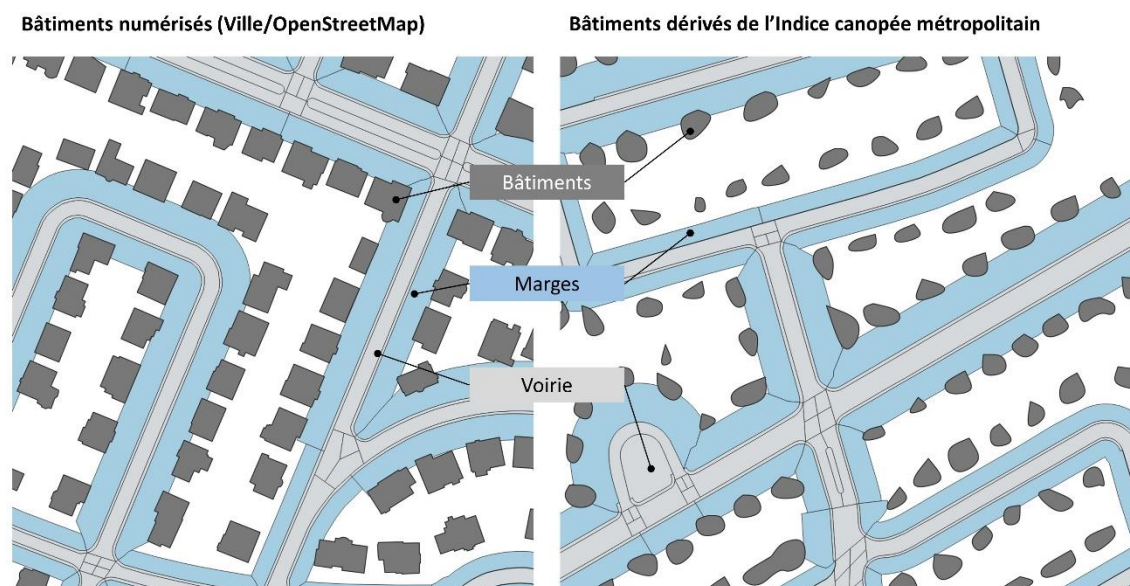 Bâtiments numérisés (Ville/OpenStreetMap)
Bâtiments dérivés de l’Indice canopée métropolitain
Bâtiments
Marges
Voirie